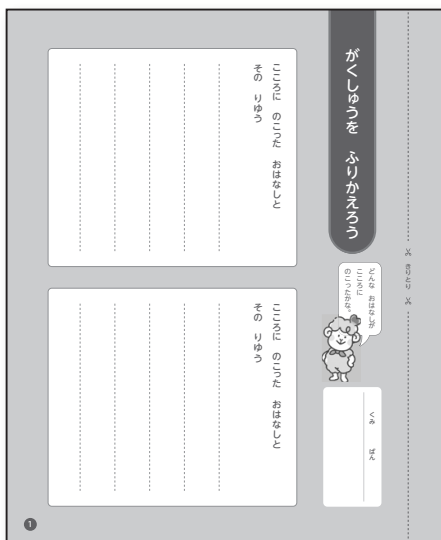 ✂ きりとり ✂
がくしゅうを ふりかえろう
どんな おはなしが
こころに
のこったかな。
くみ ばん
こころに のこった おはなしと
その りゆう
こころに のこった おはなしと
その りゆう
1